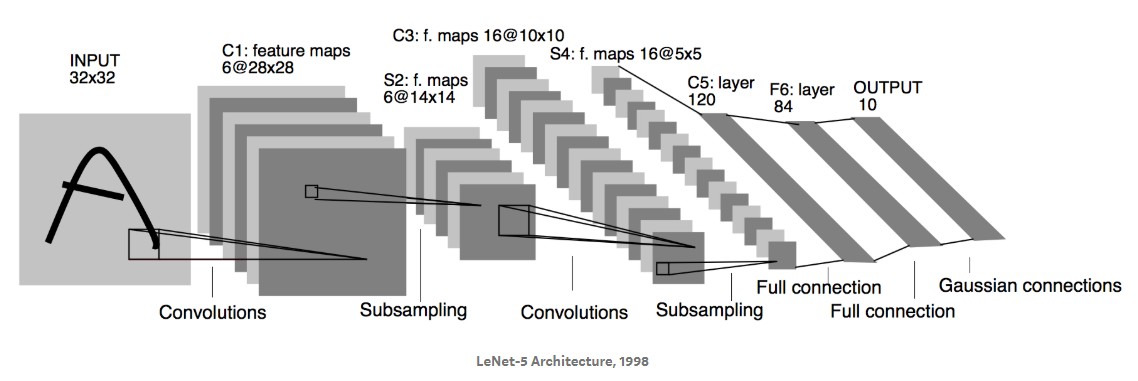 INPUT
32x32
C1: feature maps
6@28x28
S2: f. maps
6@14x14
C3: f. maps 16@10x10
S4: f. maps 16@5x5
C5: layer
120
F6: layer
84
OUTPUT
10
Convolutions
Subsampling
Convolutions
Subsampling
Full connection
Full connection
Gaussian connections
LeNet-5 Architecture, 1998